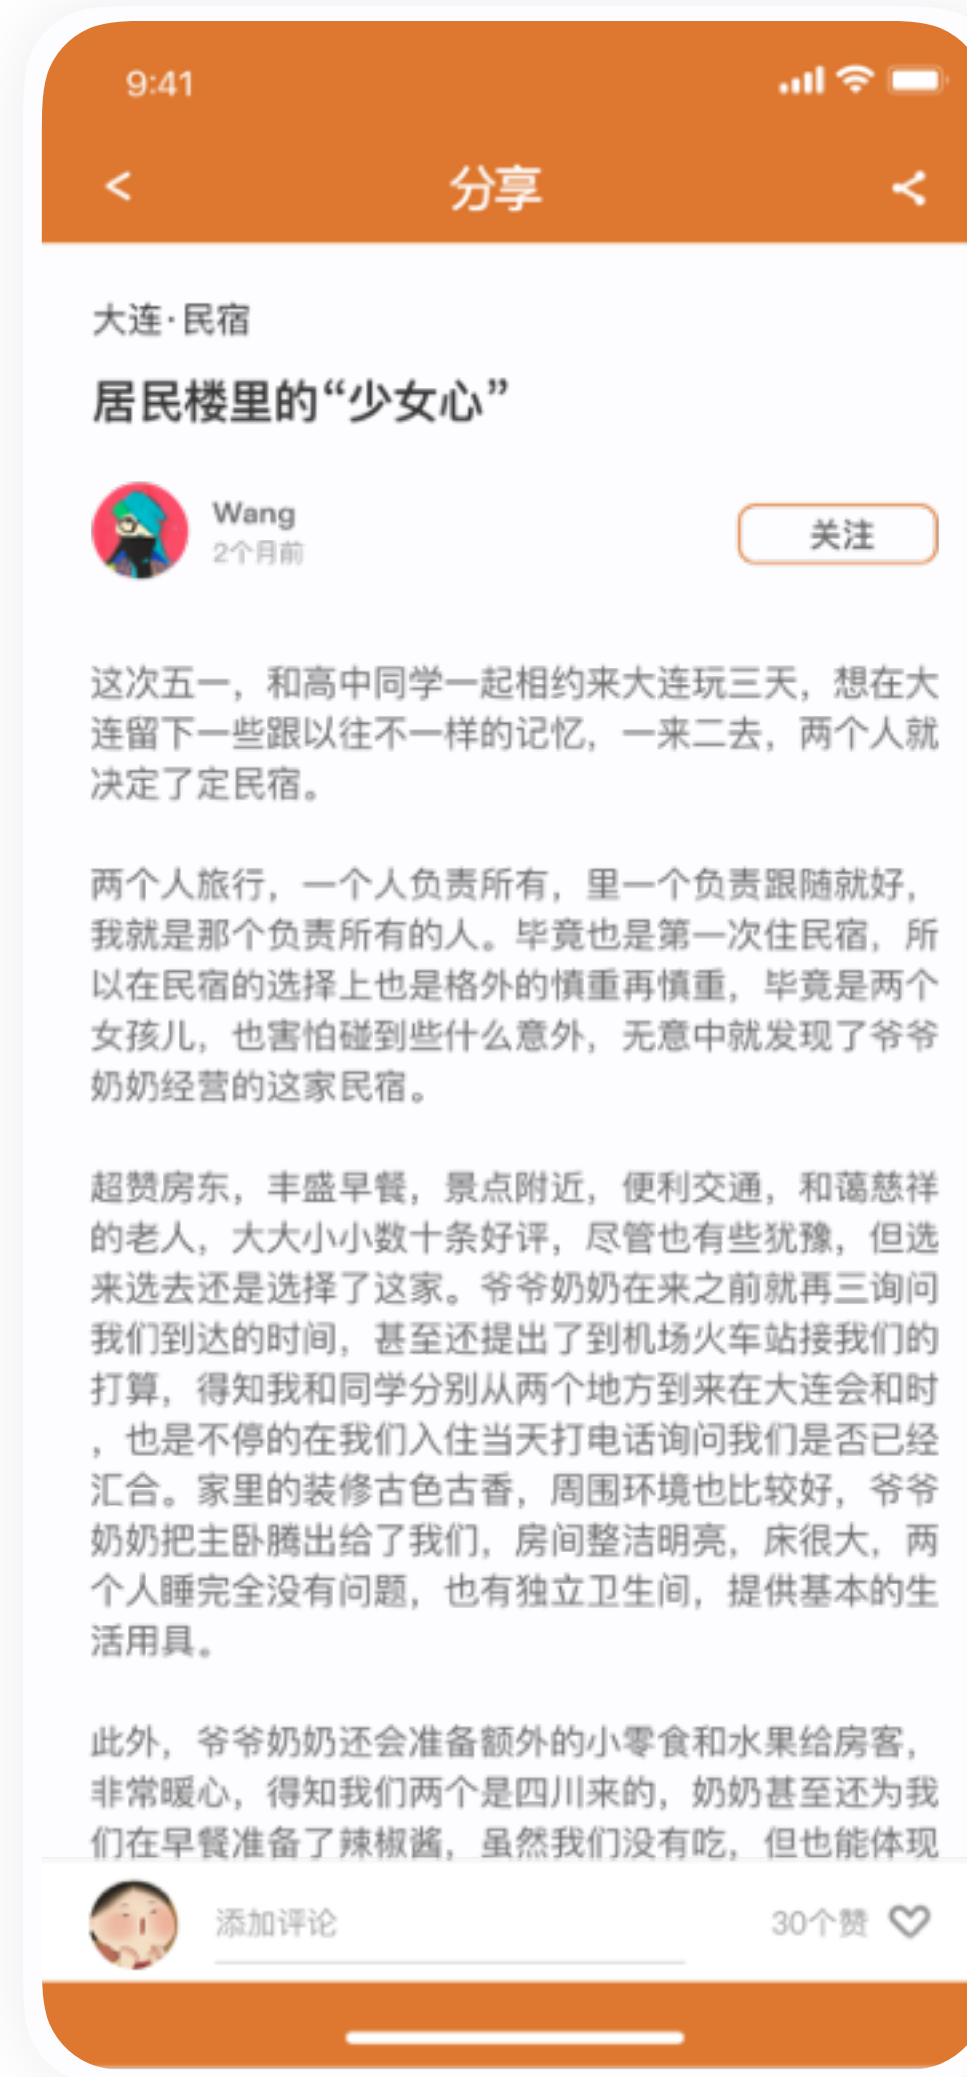 9:41
<
分享
大连·民宿
居民楼里的“少女心”
Wang
2个月前
关注
这次五一，和高中同学一起相约来大连玩三天，想在大
连留下一些跟以往不一样的记忆，一来二去，两个人就
决定了定民宿。
两个人旅行，一个人负责所有，里一个负责跟随就好，
我就是那个负责所有的人。毕竟也是第一次住民宿，所
以在民宿的选择上也是格外的慎重再慎重，毕竟是两个
女孩儿，也害怕碰到些什么意外，无意中就发现了爷爷
奶奶经营的这家民宿。
超赞房东，丰盛早餐，景点附近，便利交通，和蔼慈祥
的老人，大大小小数十条好评，尽管也有些犹豫，但选
来选去还是选择了这家。爷爷奶奶在来之前就再三询问
我们到达的时间，甚至还提出了到机场火车站接我们的
打算，得知我和同学分别从两个地方到来在大连会和时
，也是不停的在我们入住当天打电话询问我们是否已经
汇合。家里的装修古色古香，周围环境也比较好，爷爷
奶奶把主卧腾出给了我们，房间整洁明亮，床很大，两
个人睡完全没有问题，也有独立卫生间，提供基本的生
活用具。
此外，爷爷奶奶还会准备额外的小零食和水果给房客，
非常暖心，得知我们两个是四川来的，奶奶甚至还为我
们在早餐准备了辣椒酱，虽然我们没有吃，但也能体现
添加评论
30个赞